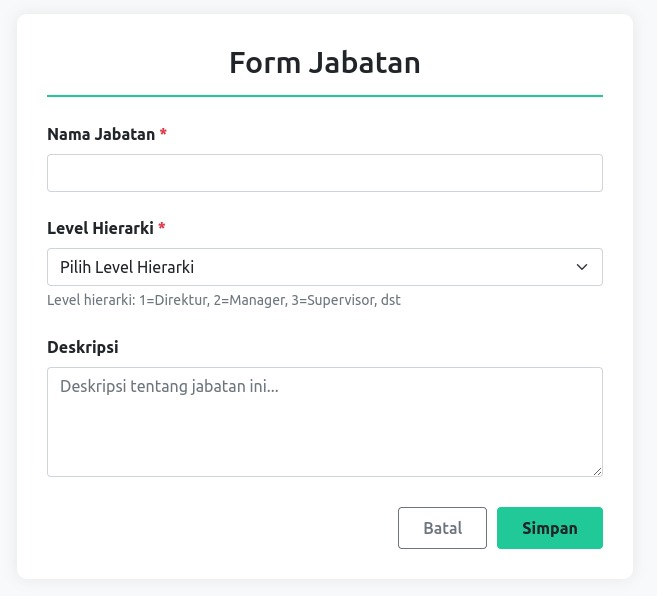 Form Jabatan
Nama Jabatan *
Level Hierarki *
Pilih Level Hierarki
Level hierarki: 1=Direktur, 2=Manager, 3=Supervisor, dst
Deskripsi
Deskripsi tentang jabatan ini...
Batal
Simpan